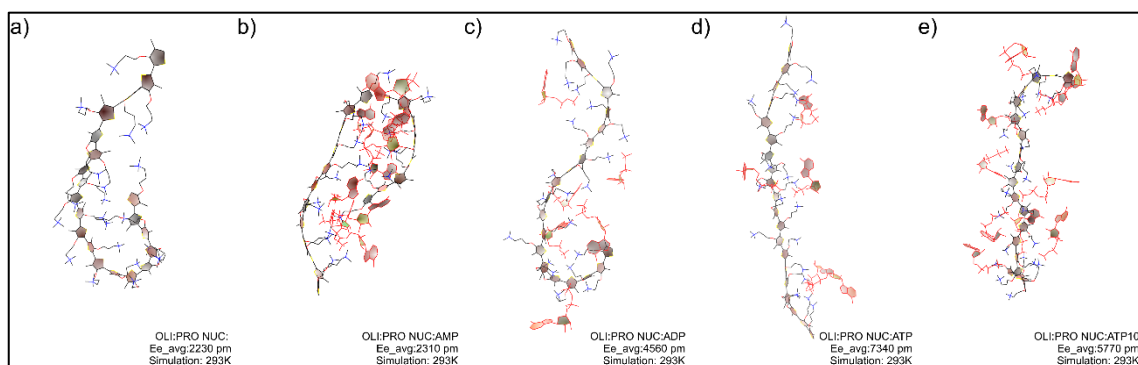 a)
b)
c)
d)
e)
OLI:PRO NUC:
Ee_avg:2230 pm
Simulation: 293K
OLI:PRO NUC:AMP
Ee_avg:2310 pm
Simulation: 293K
OLI:PRO NUC:ADP
Ee_avg:4560 pm
Simulation: 293K
OLI:PRO NUC:ATP
Ee_avg:7340 pm
Simulation: 293K
OLI:PRO NUC:ATP10
Ee_avg:5770 pm
Simulation: 293K